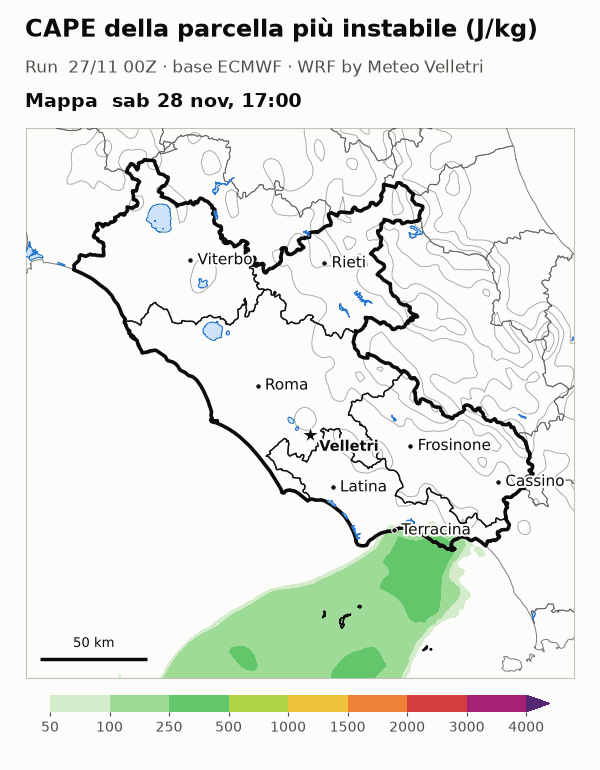 CAPE della parcella più instabile (J/kg)
Run 27/11 00Z · base ECMWF · WRF by Meteo Velletri
Mappa sab 28 nov, 17:00
Viterbo
Rieti
Roma
Velletri
Frosinone
Cassino
Latina
Terracina
50 km
50 100 250 500 1000 1500 2000 3000 4000